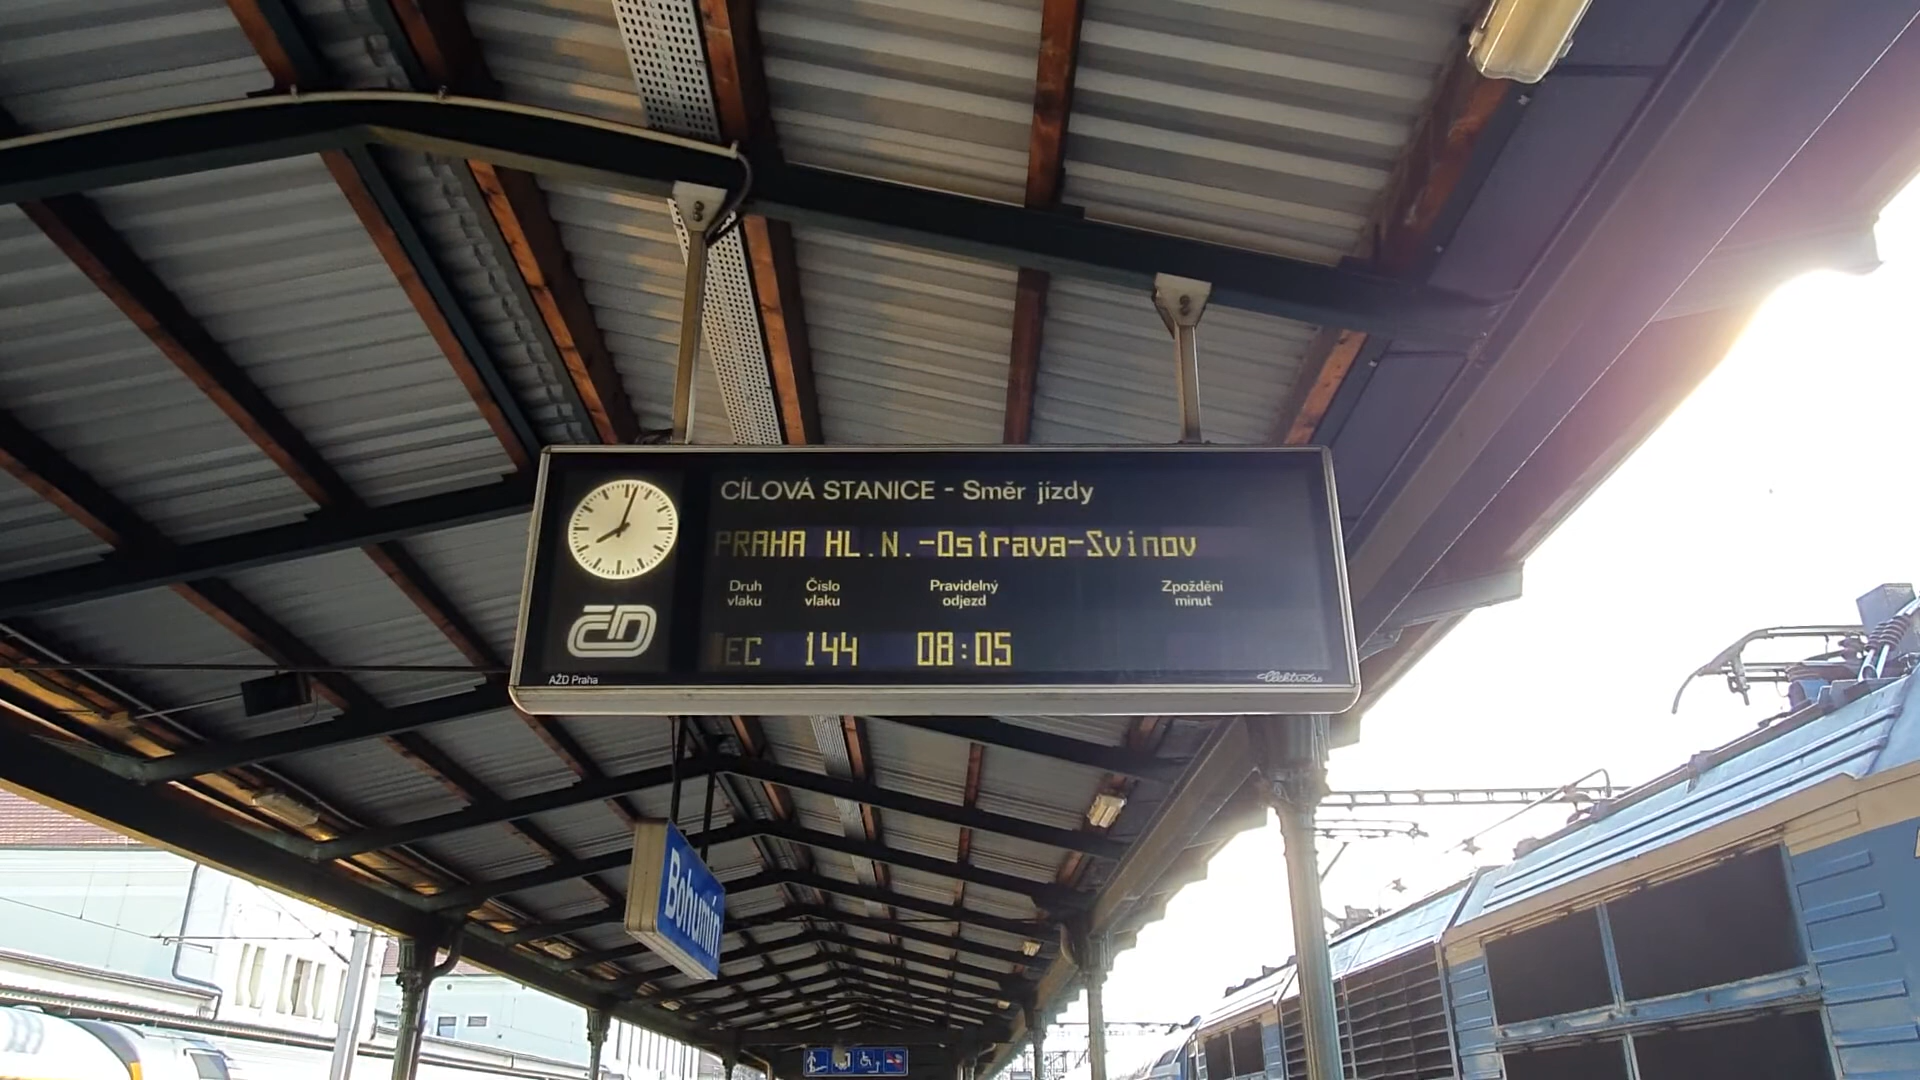 CÍLOVÁ STANICE - Směr jízdy
PRAHA HL.N.-Ostrava-Svinov
Druh vlaku
Číslo vlaku
Pravidelný odjezd
Zpoždění minut
EC 144 08:05
ČD
AŽD Praha
Elektročas
Bohumín